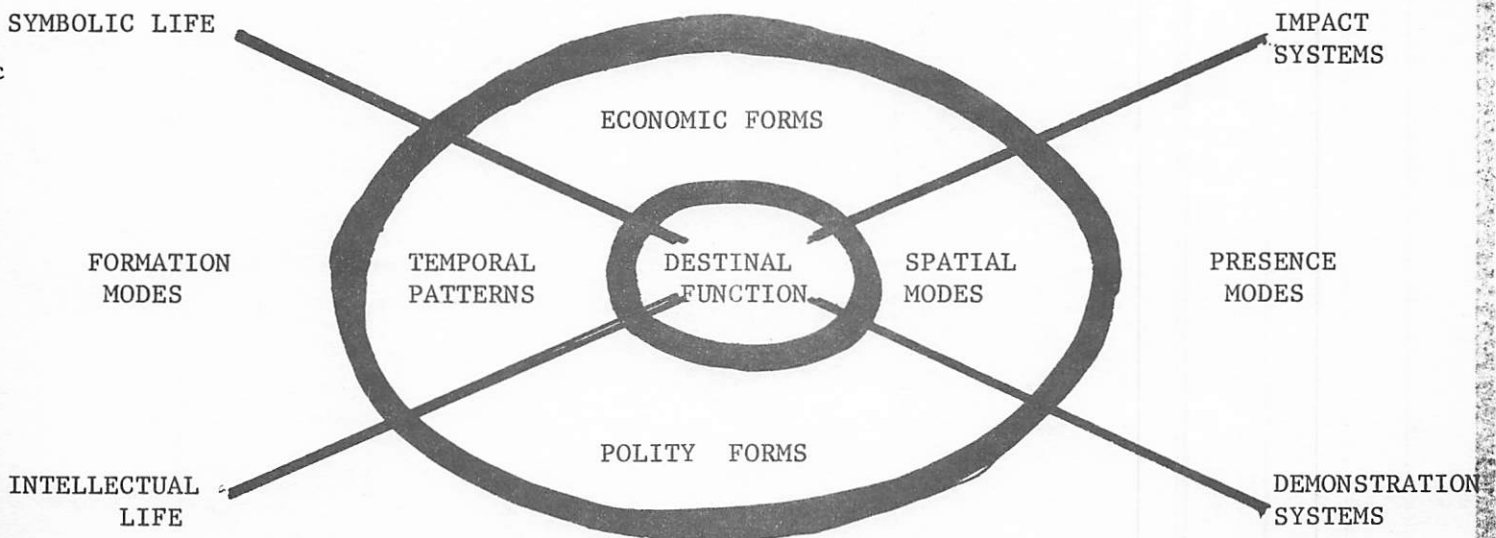 SYMBOLIC LIFE
IMPACT
SYSTEMS
c
ECONOMIC FORMS
FORMATION
MODES
TEMPORAL
PATTERNS
DESTINAL
FUNCTION
SPATIAL
MODES
PRESENCE
MODES
POLITY FORMS
INTELLECTUAL
LIFE
DEMONSTRATION
SYSTEMS